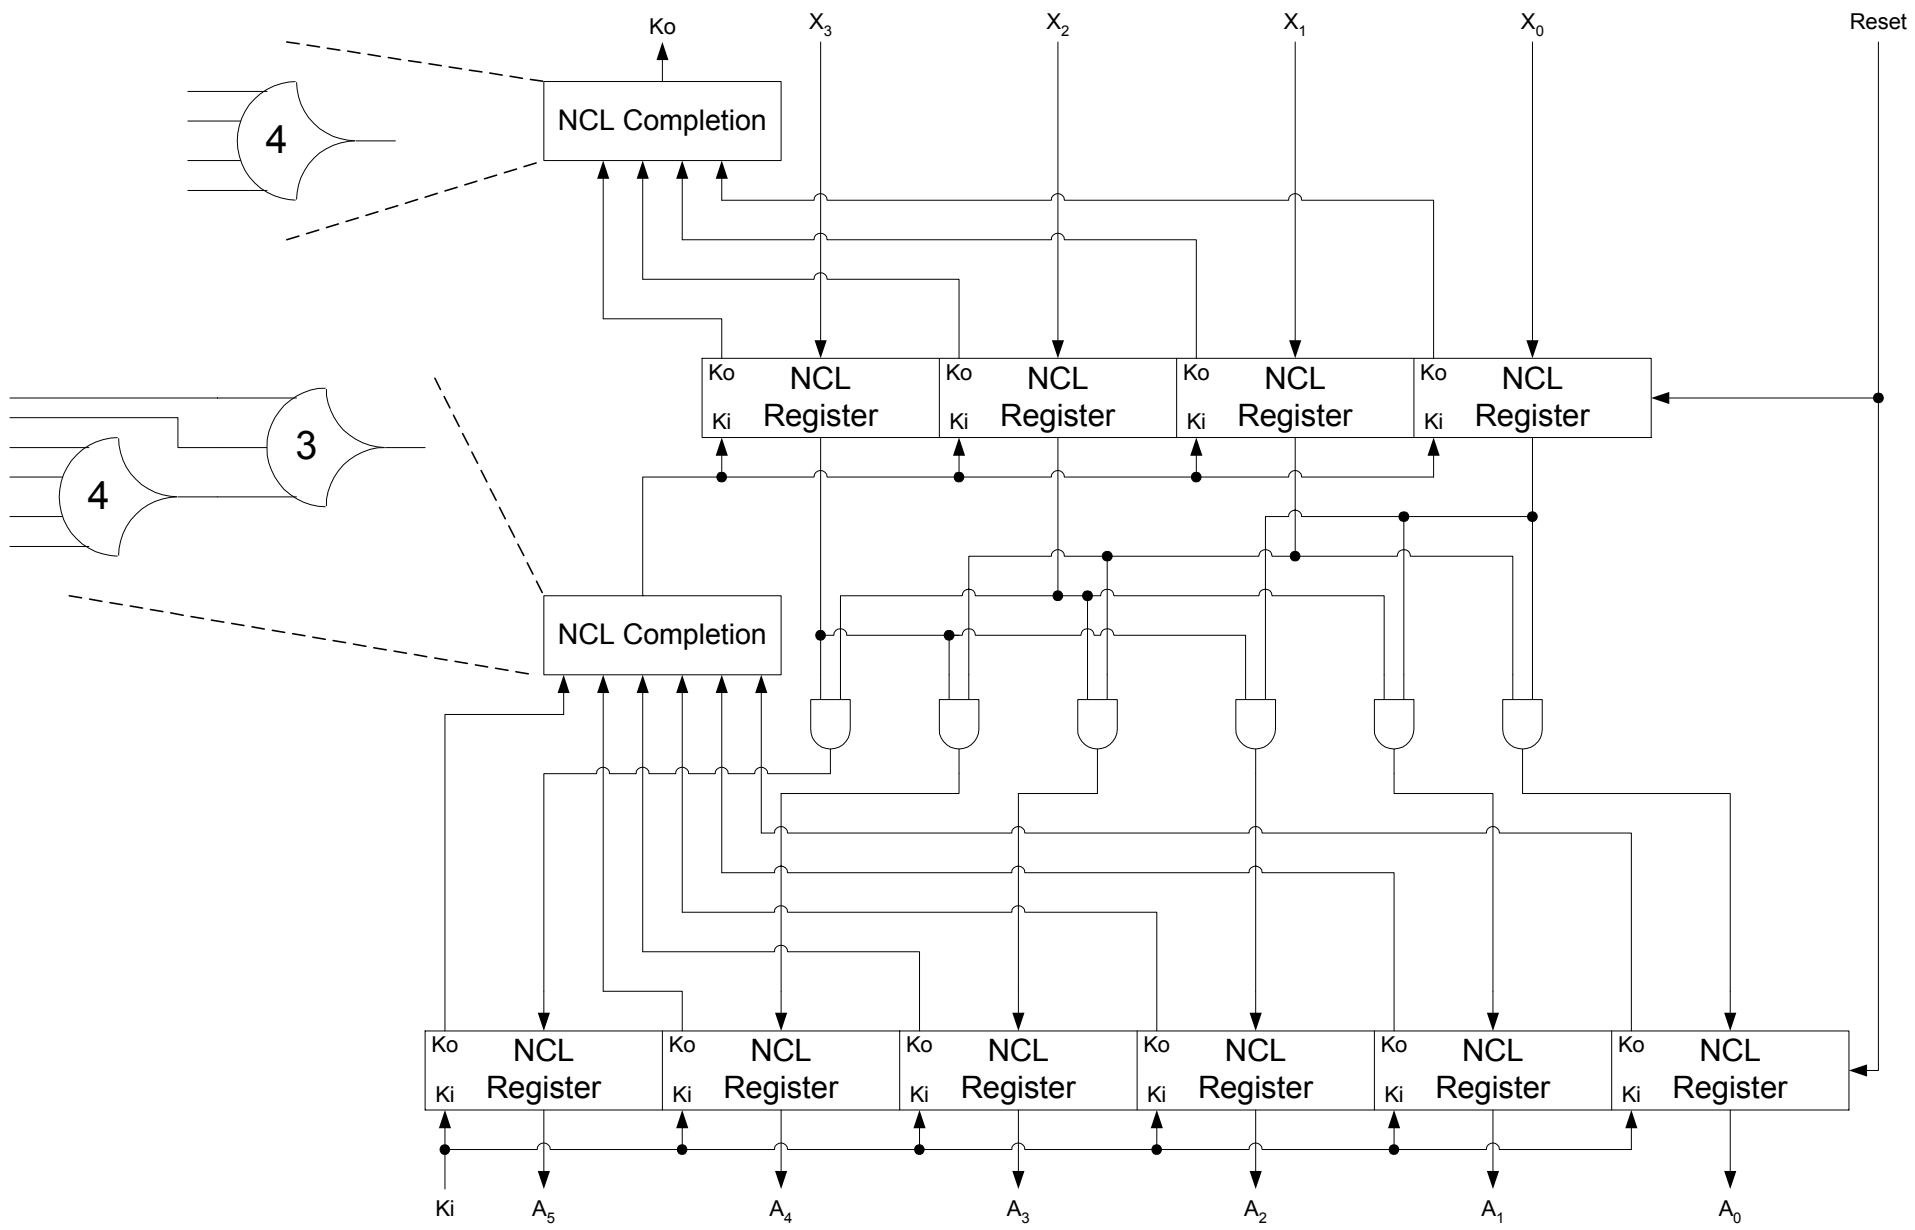 Ko
X3
X2
X1
X0
Reset
NCL Completion
4
Ko
Ki
NCL
Register
Ko
Ki
NCL
Register
Ko
Ki
NCL
Register
Ko
Ki
NCL
Register
3
4
NCL Completion
Ko
Ki
NCL
Register
Ko
Ki
NCL
Register
Ko
Ki
NCL
Register
Ko
Ki
NCL
Register
Ko
Ki
NCL
Register
Ko
Ki
NCL
Register
Ki
A5
A4
A3
A2
A1
A0